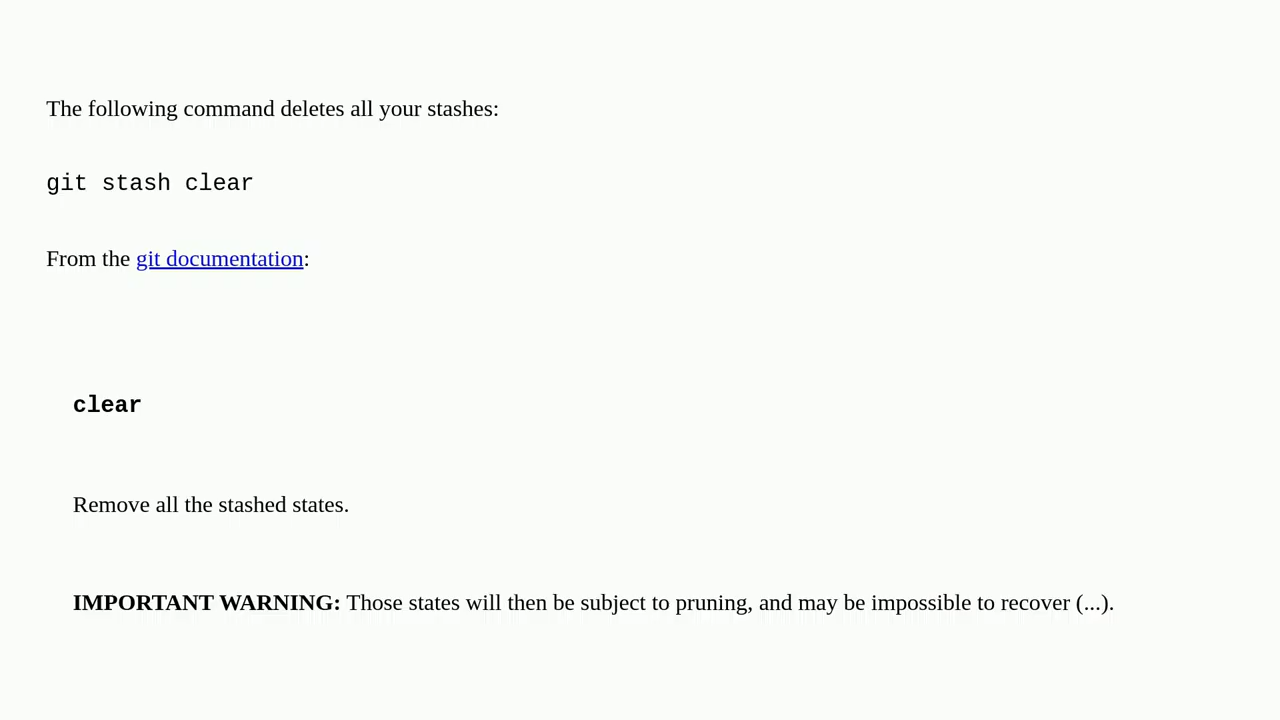 The following command deletes all your stashes:
git stash clear
From the git documentation:
clear
Remove all the stashed states.
IMPORTANT WARNING: Those states will then be subject to pruning, and may be impossible to recover (...).